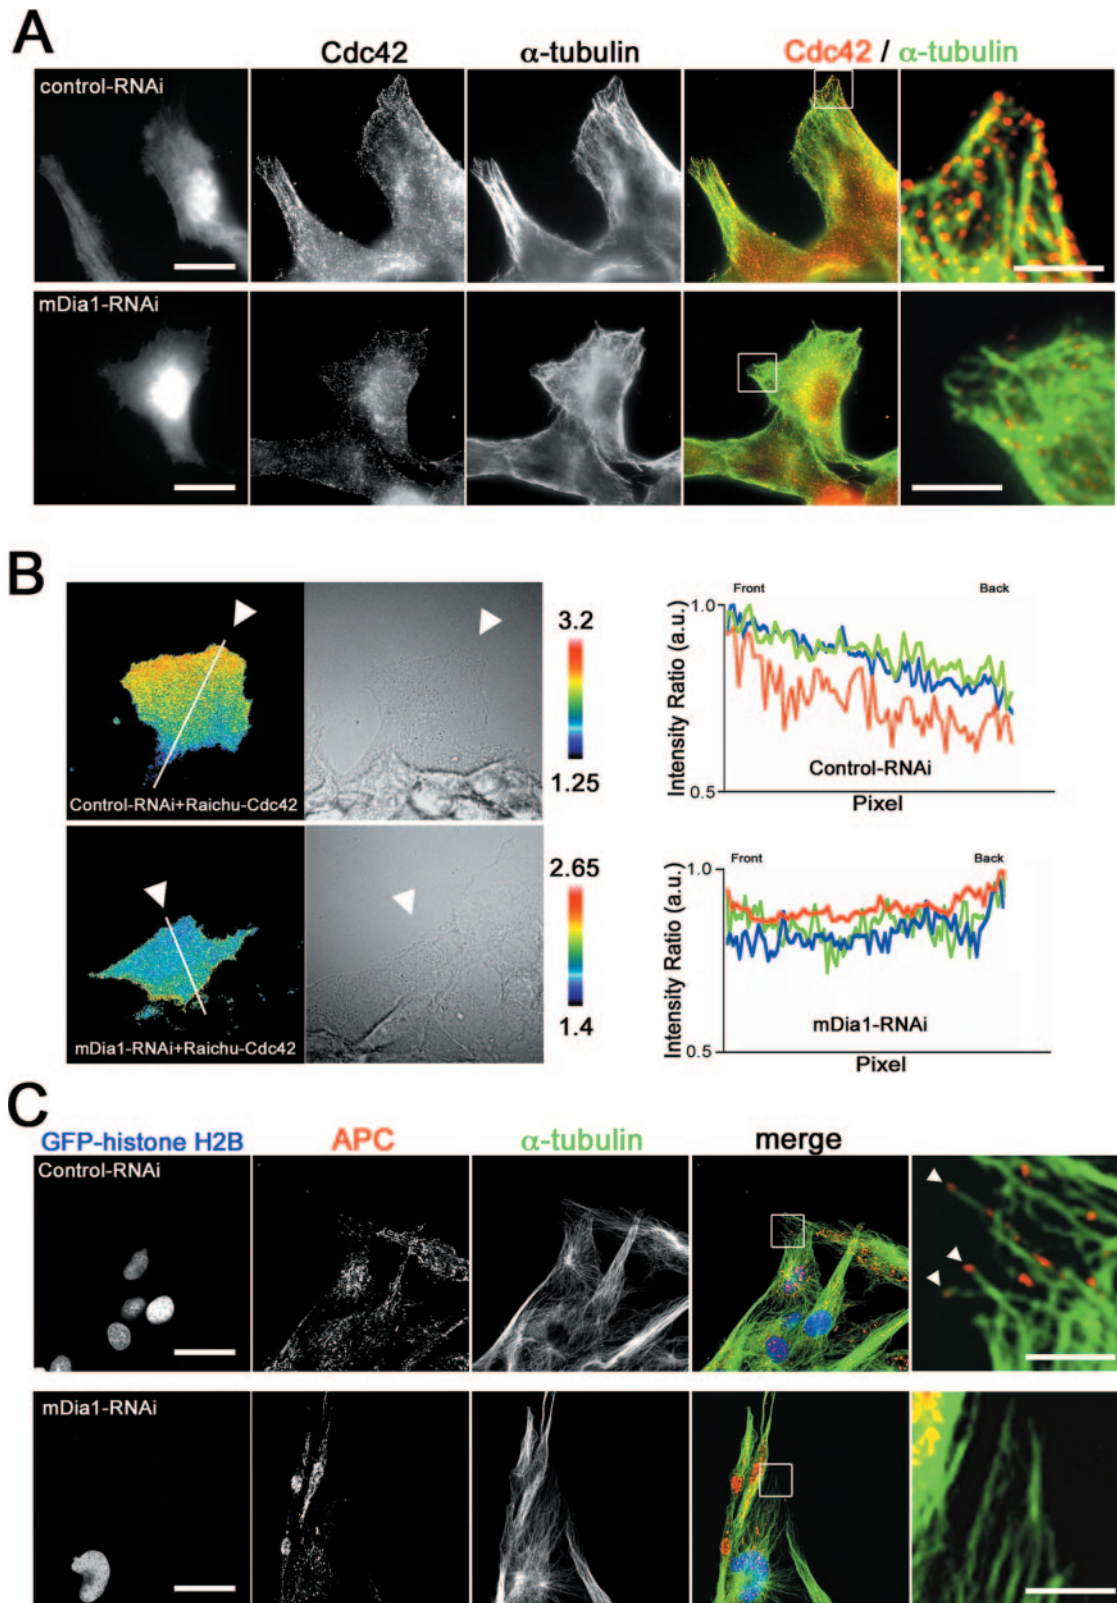 A
Cdc42 α-tubulin Cdc42 / α-tubulin
control-RNAi
mDia1-RNAi
B
3.2
1.25
Control-RNAi+Raichu-Cdc42
2.65
1.4
mDia1-RNAi+Raichu-Cdc42
Front Back
1.0
Intensity Ratio (a.u.)
Control-RNAi
0.5
Pixel
Front Back
1.0
Intensity Ratio (a.u.)
mDia1-RNAi
0.5
Pixel
C
GFP-histone H2B APC α-tubulin merge
Control-RNAi
mDia1-RNAi